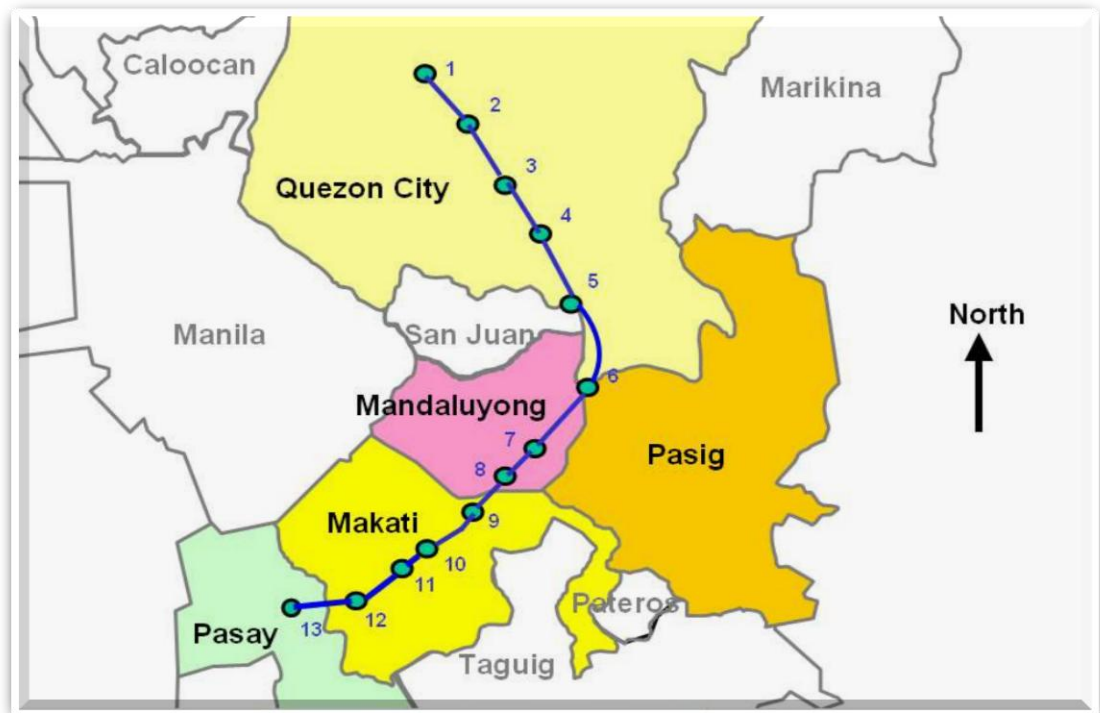 Caloocan
1
Marikina
2
3
Quezon City
4
5
North
Manila
San Juan
6
Mandaluyong
7
Pasig
8
9
Makati
10
11
Pateros
12
13
Pasay
Taguig